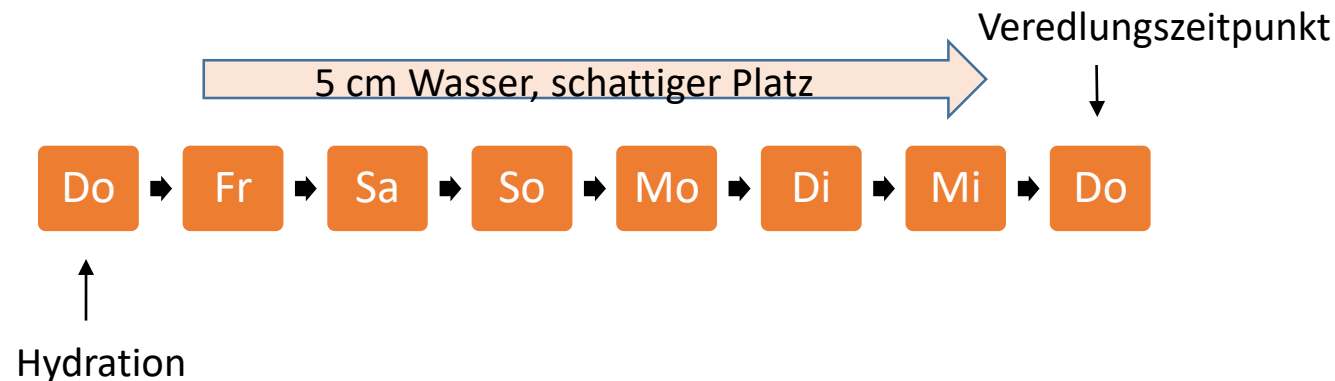 Veredlungszeitpunkt
5 cm Wasser, schattiger Platz
Do Fr Sa So Mo Di Mi Do
Hydration